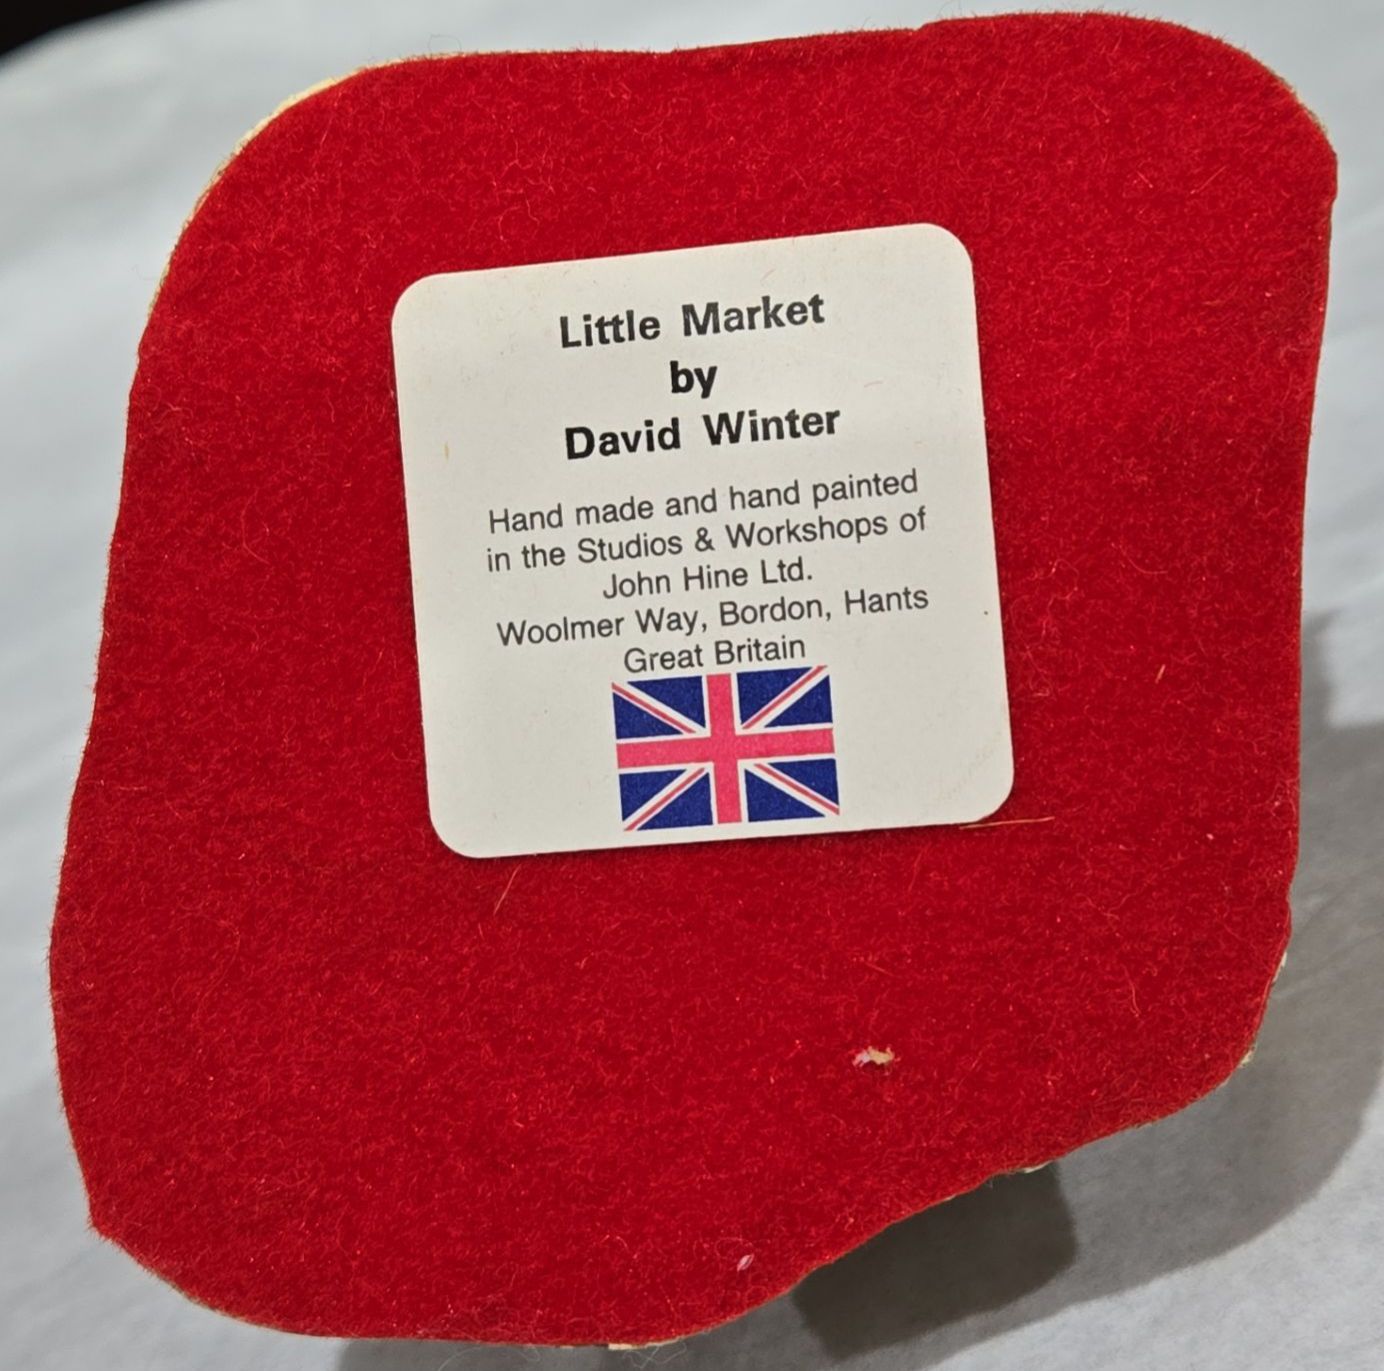 Little Market
by
David Winter
Hand made and hand painted
in the Studios & Workshops of
John Hine Ltd.
Woolmer Way, Bordon, Hants
Great Britain